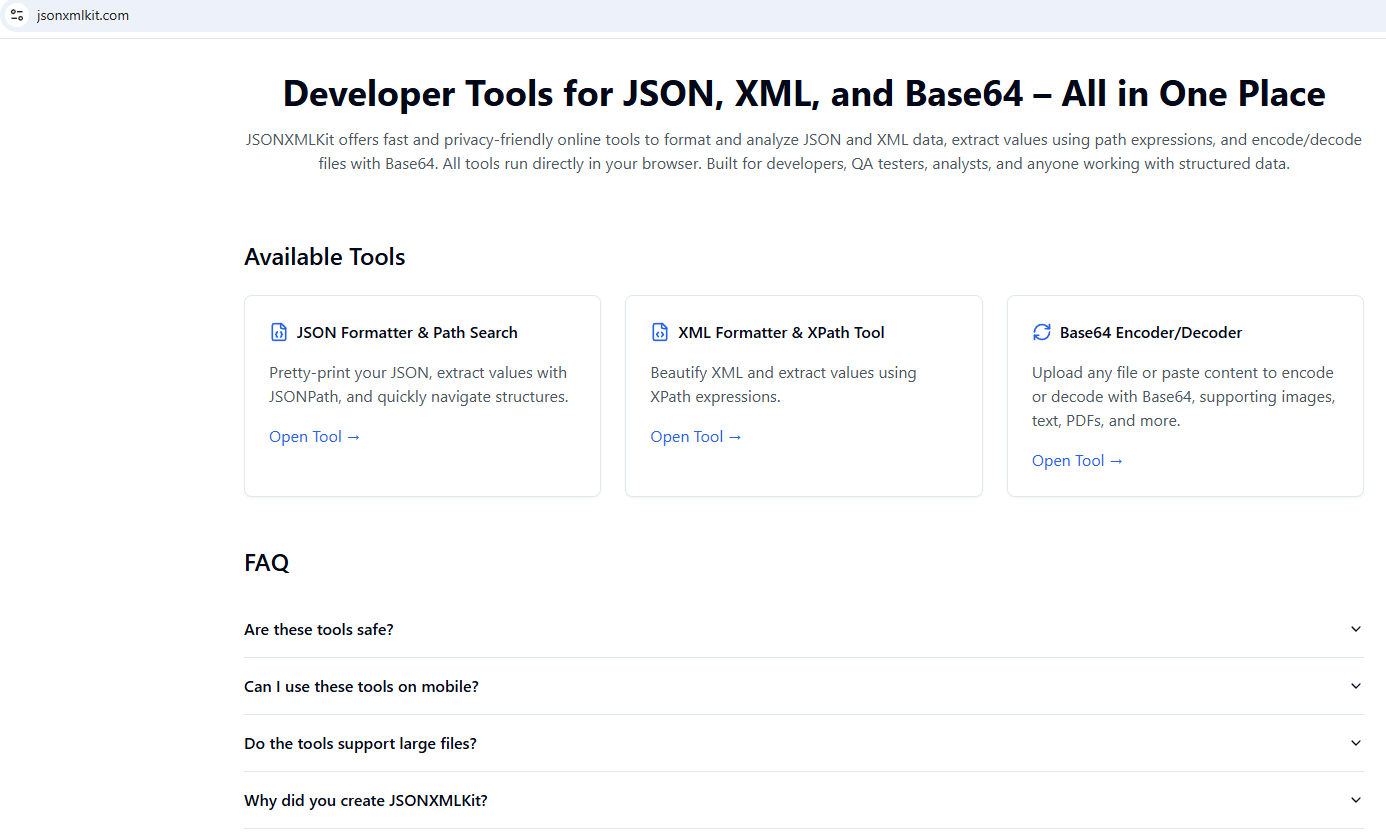 jsonxmlkit.com
Developer Tools for JSON, XML, and Base64 – All in One Place
JSONXMLKit offers fast and privacy-friendly online tools to format and analyze JSON and XML data, extract values using path expressions, and encode/decode
files with Base64. All tools run directly in your browser. Built for developers, QA testers, analysts, and anyone working with structured data.
Available Tools
JSON Formatter & Path Search
Pretty-print your JSON, extract values with
JSONPath, and quickly navigate structures.
Open Tool →
XML Formatter & XPath Tool
Beautify XML and extract values using
XPath expressions.
Open Tool →
Base64 Encoder/Decoder
Upload any file or paste content to encode
or decode with Base64, supporting images,
text, PDFs, and more.
Open Tool →
FAQ
Are these tools safe?
Can I use these tools on mobile?
Do the tools support large files?
Why did you create JSONXMLKit?